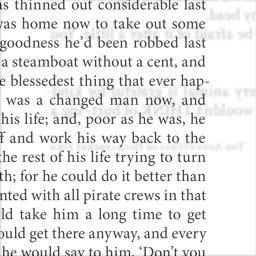 s thinned out considerable last
was home now to take out some
goodness he'd been robbed last
a steamboat without a cent, and
e blessedest thing that ever hap-
was a changed man now, and
his life; and, poor as he was, he
f and work his way back to the
the rest of his life trying to turn
th; for he could do it better than
nted with all pirate crews in that
ld take him a long time to get
ould get there anyway, and every
he would say to him, 'Don't you